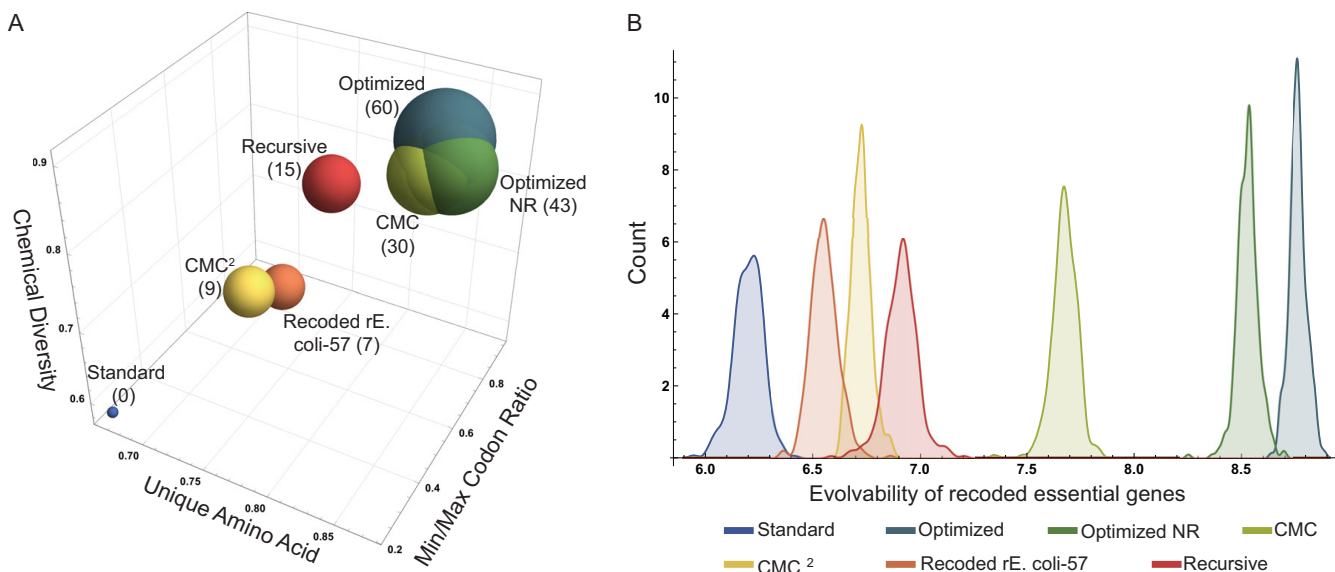 A
Optimized
(60)
Recursive
(15)
Optimized
NR (43)
CMC
(30)
CMC²
(9)
Recoded rE.
coli-57 (7)
Standard
(0)
0.9
0.8
0.7
0.6
Chemical Diversity
0.70
0.75
0.80
0.85
Unique Amino Acid
0.2
0.4
0.6
0.8
Min/Max Codon Ratio
B
10
8
6
4
2
Count
6.0 6.5 7.0 7.5 8.0 8.5
Evolvability of recoded essential genes
Standard Optimized Optimized NR CMC
CMC ² Recoded rE. coli-57 Recursive